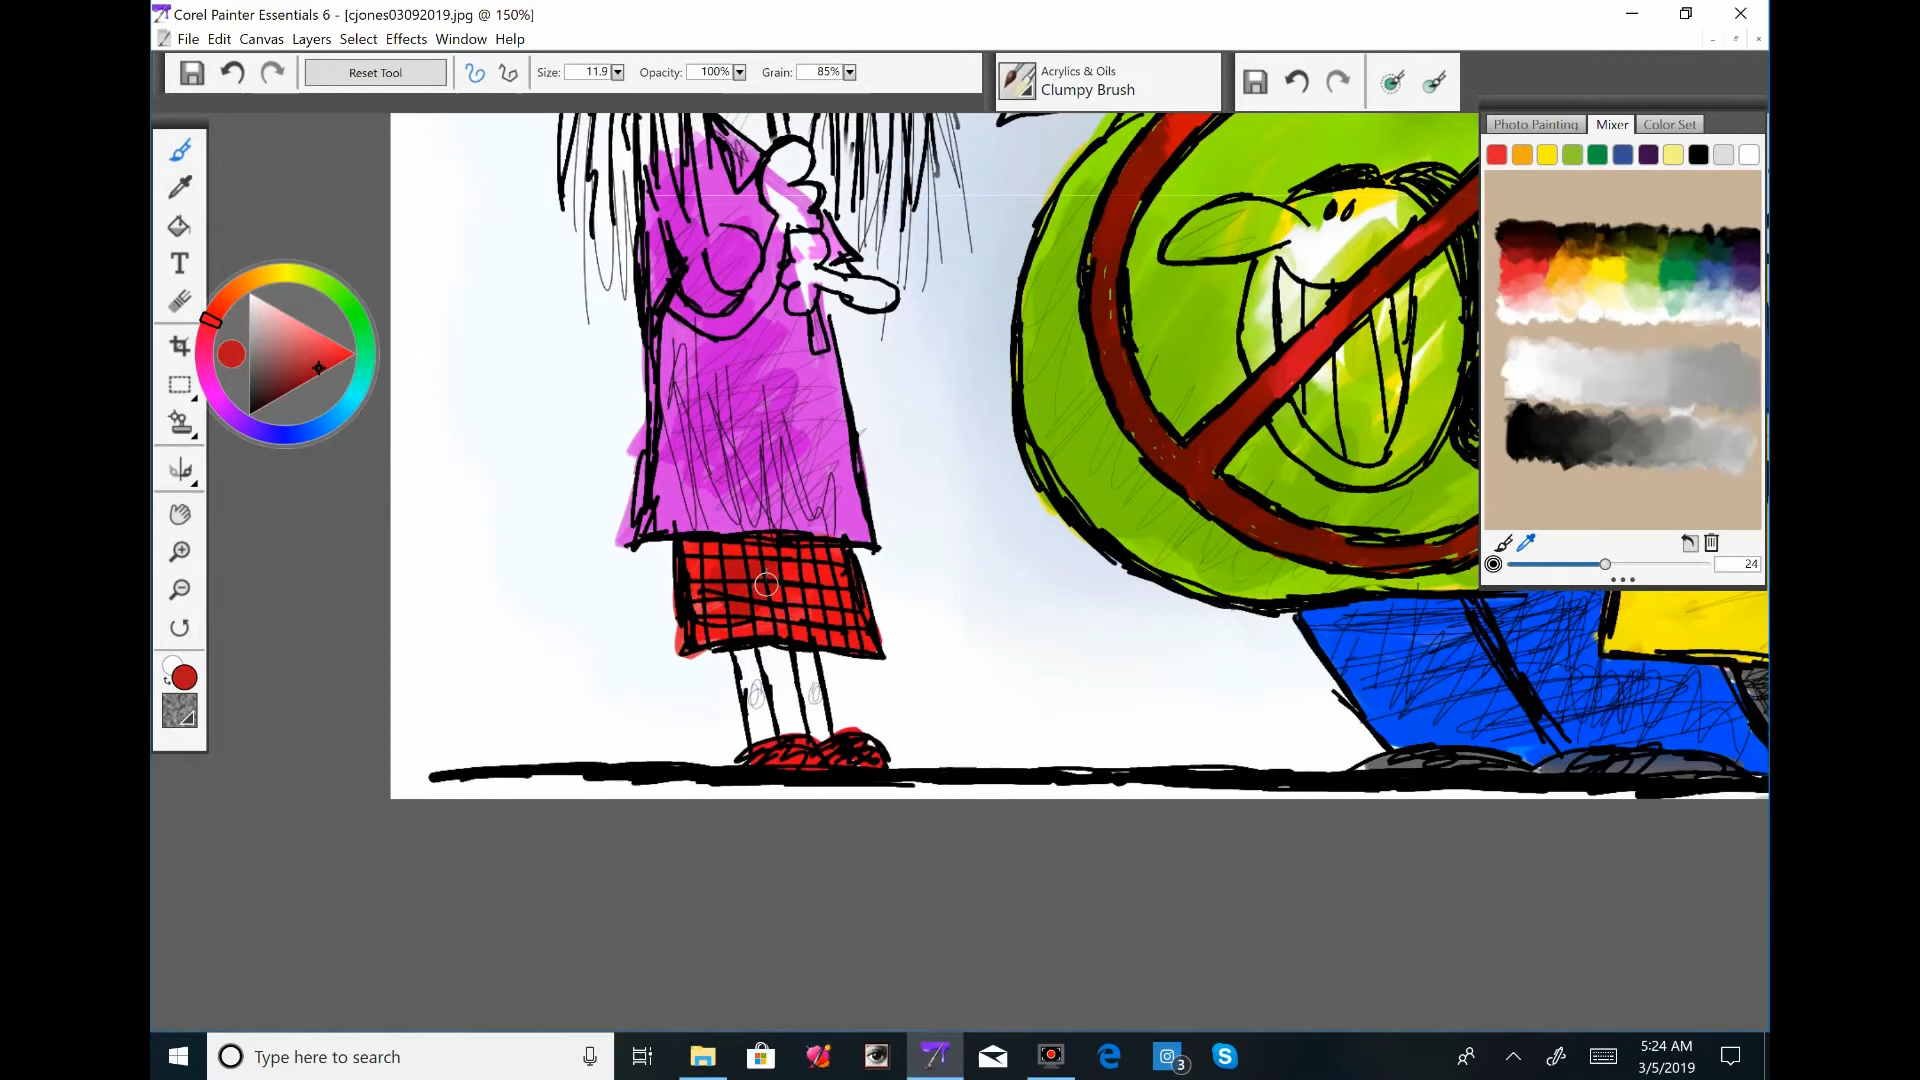 Corel Painter Essentials 6 - [cjones03092019.jpg @ 150%]
File Edit Canvas Layers Select Effects Window Help
Reset Tool Size: 11.9 Opacity: 100% Grain: 85%
Acrylics & Oils
Clumpy Brush
Photo Painting Mixer Color Set
T
24
Type here to search
3
5:24 AM
3/5/2019